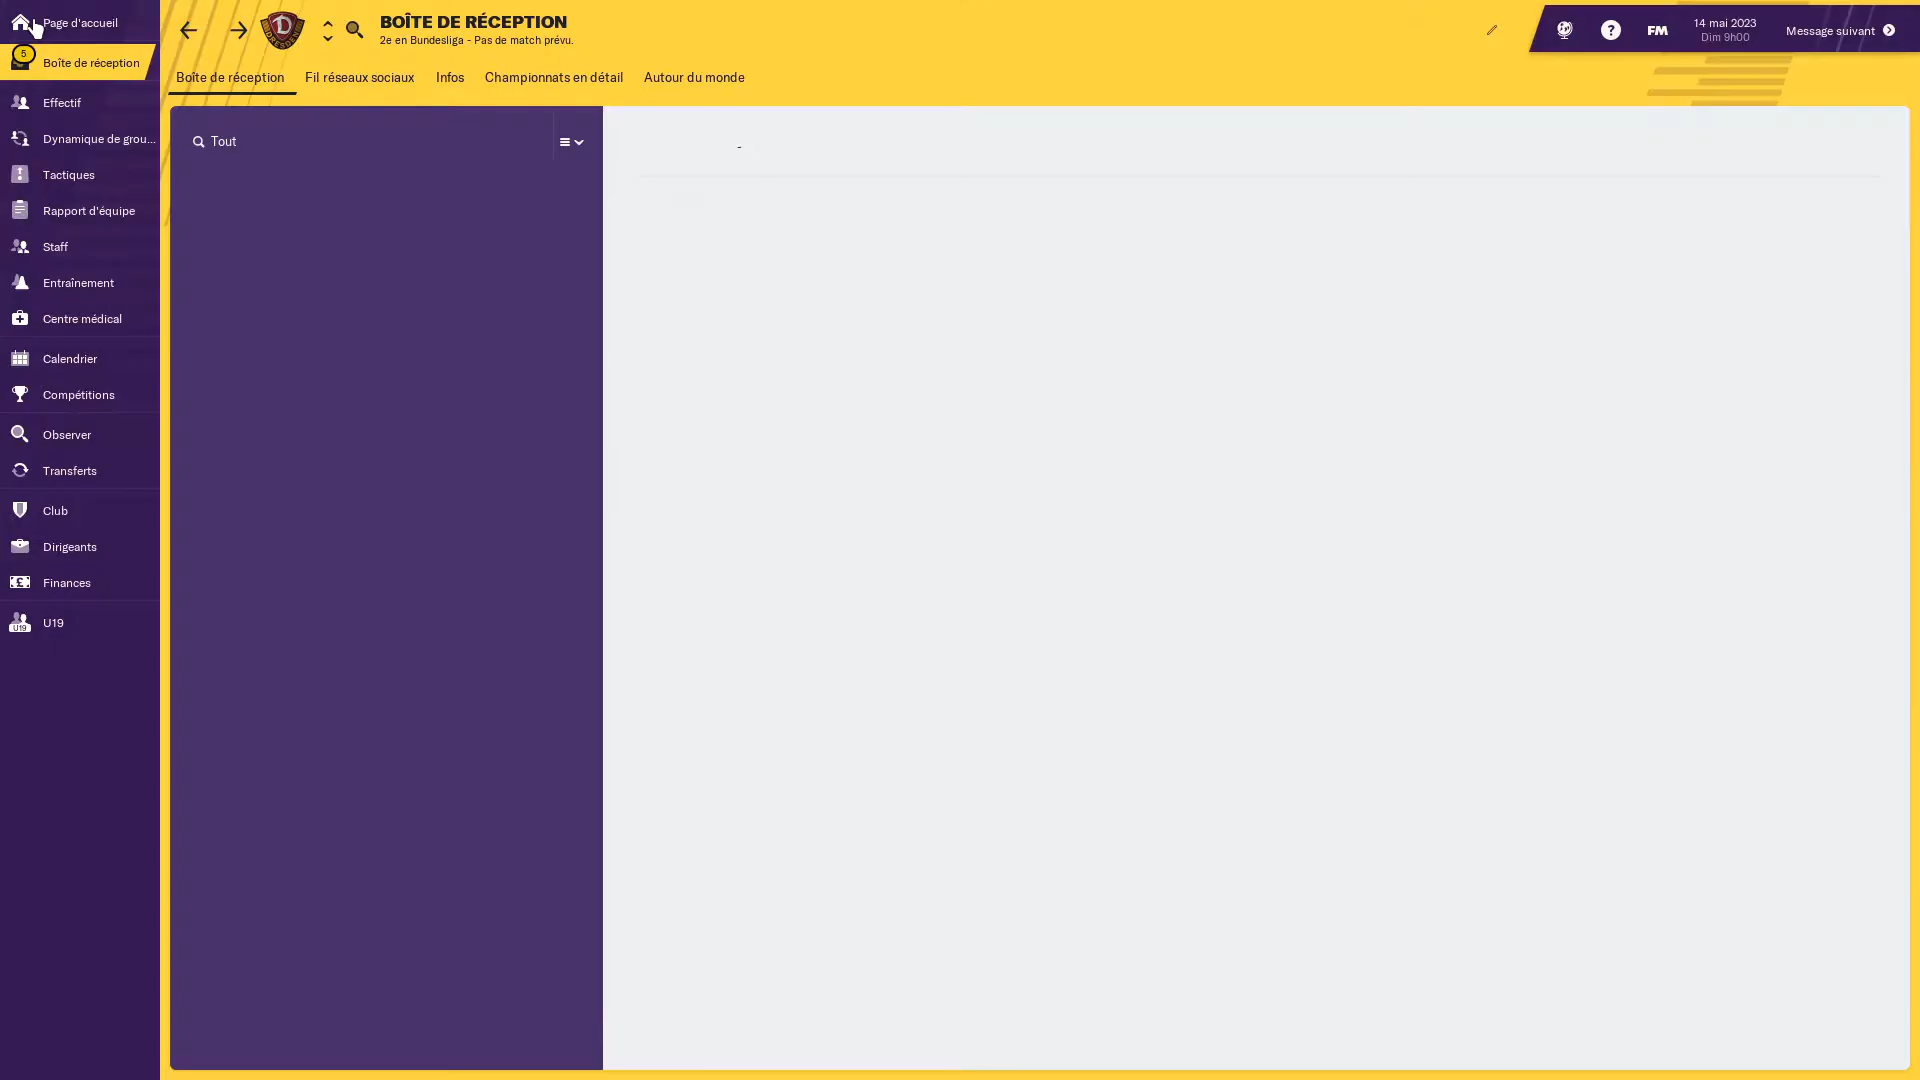 Page d'accueil
5
Boîte de réception
Effectif
Dynamique de grou...
Tactiques
Rapport d'équipe
Staff
Entraînement
Centre médical
Calendrier
Compétitions
Observer
Transferts
Club
Dirigeants
Finances
U19
U19
BOÎTE DE RÉCEPTION
2e en Bundesliga - Pas de match prévu.
?
FM
14 mai 2023
Dim 9h00
Message suivant
Boîte de réception
Fil réseaux sociaux
Infos
Championnats en détail
Autour du monde
Tout
-